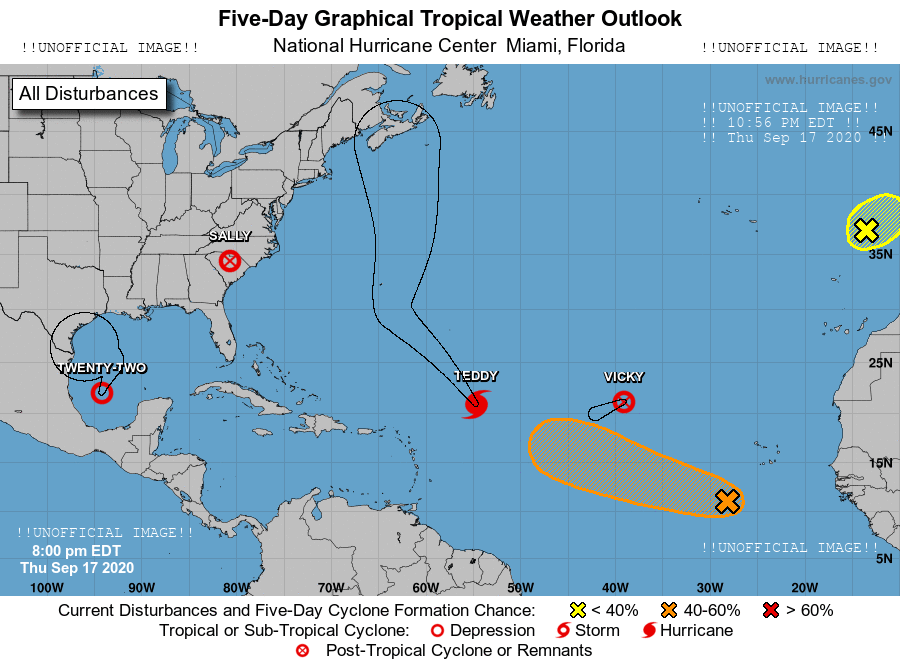 Five-Day Graphical Tropical Weather Outlook
!!UNOFFICIAL IMAGE!! National Hurricane Center Miami, Florida !!UNOFFICIAL IMAGE!!
www.hurricanes.gov
All Disturbances
!!UNOFFICIAL IMAGE!!
!! 10:56 PM EDT !!
!! Thu Sep 17 2020 !!
45N
SALLY
35N
TWENTY-TWO
TEDDY
VICKY
25N
15N
!!UNOFFICIAL IMAGE!!
8:00 pm EDT
Thu Sep 17 2020
!!UNOFFICIAL IMAGE!!
5N
100W 90W 80W 70W 60W 50W 40W 30W 20W
Current Disturbances and Five-Day Cyclone Formation Chance: < 40% 40-60% > 60%
Tropical or Sub-Tropical Cyclone: Depression Storm Hurricane
Post-Tropical Cyclone or Remnants